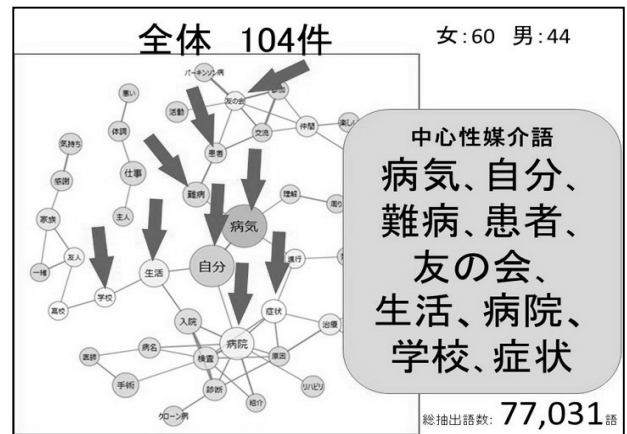 全体 104件
女:60 男:44
パーキンソン病
悪い
友の会
活動
体調
交流
仲間
気持ち
患者
仕事
感謝
難病
理解
主人
家族
病気
友人
生活
自分
進行
一緒
学校
高校
症状
入院
治療
病院
病名
医師
検査
原因
手術
診断
リハビリ
紹介
クローン病
中心性媒介語
病気、自分、
難病、患者、
友の会、
生活、病院、
学校、症状
総抽出語数: 77,031語